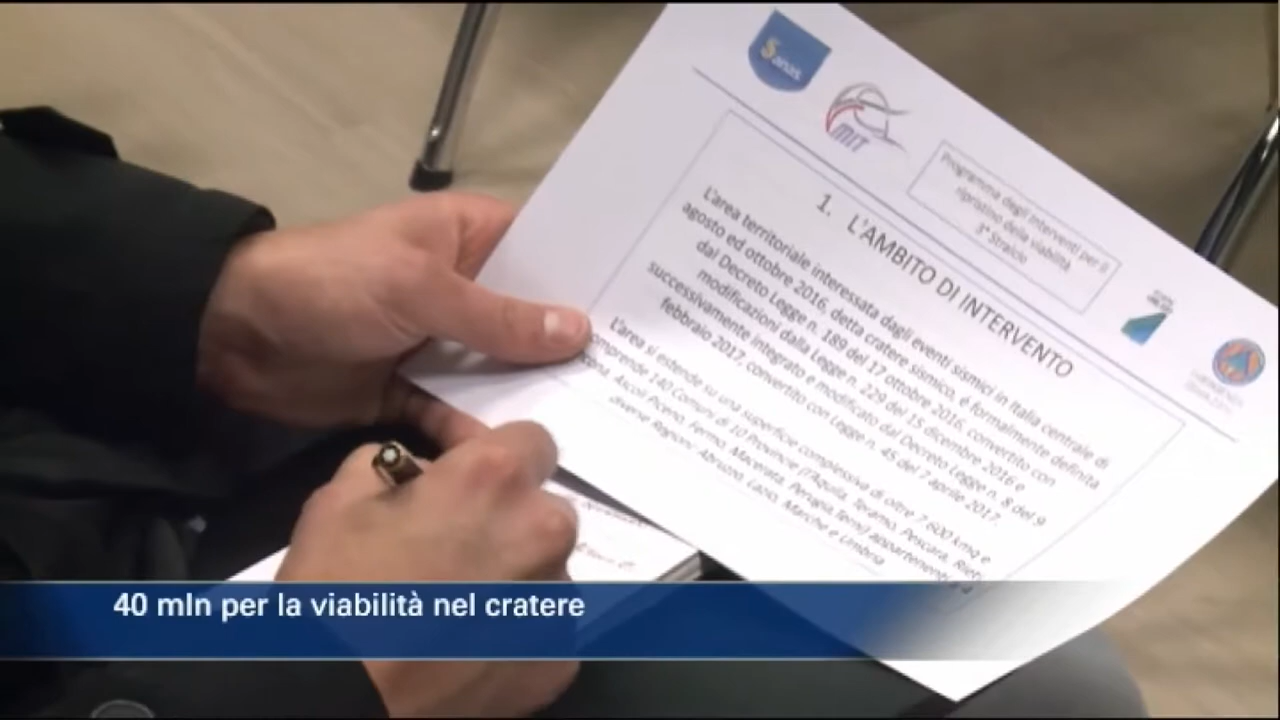 Sanas
MIT
Programma degli interventi per il
ripristino della viabilità
3° Stralcio
1. L'AMBITO DI INTERVENTO
L'area territoriale interessata dagli eventi sismici in Italia centrale di
agosto ed ottobre 2016, detta cratere sismico, è formalmente definita
dal Decreto Legge n. 189 del 17 ottobre 2016, convertito con
modificazioni dalla Legge n. 229 del 15 dicembre 2016 e
successivamente integrato e modificato dal Decreto Legge n. 8 del 9
febbraio 2017, convertito con Legge n. 45 del 7 aprile 2017.
L'area si estende su una superficie complessiva di oltre 7.600 kmq e
comprende 140 Comuni di 10 Province (l'Aquila, Teramo, Pescara, Rieti,
Ascoli Piceno, Fermo, Macerata, Perugia, Terni) appartenenti a
diverse Regioni: Abruzzo, Lazio, Marche e Umbria
40 mln per la viabilità nel cratere